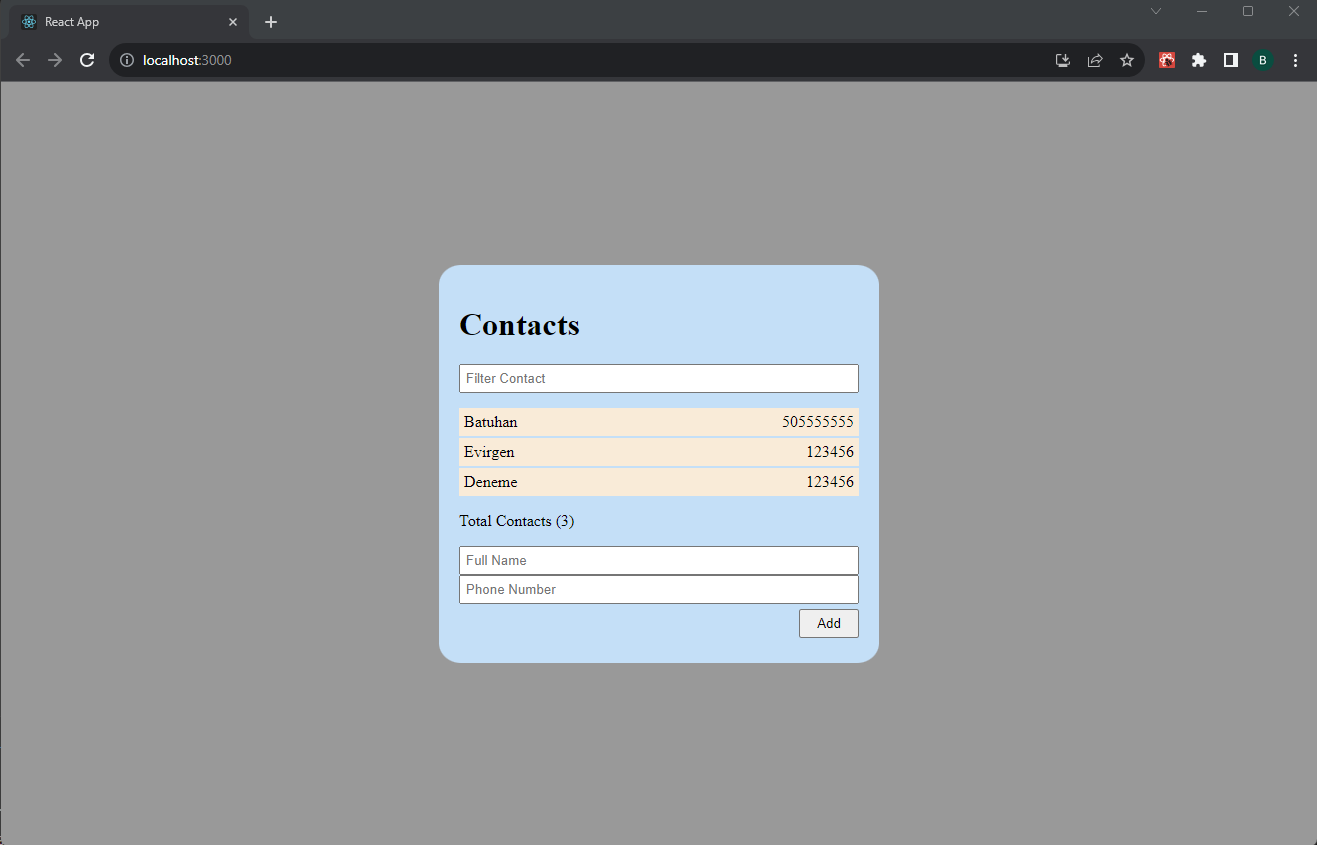 React App
localhost:3000
B
Contacts
Filter Contact
Batuhan 505555555
Evirgen 123456
Deneme 123456
Total Contacts (3)
Full Name
Phone Number
Add